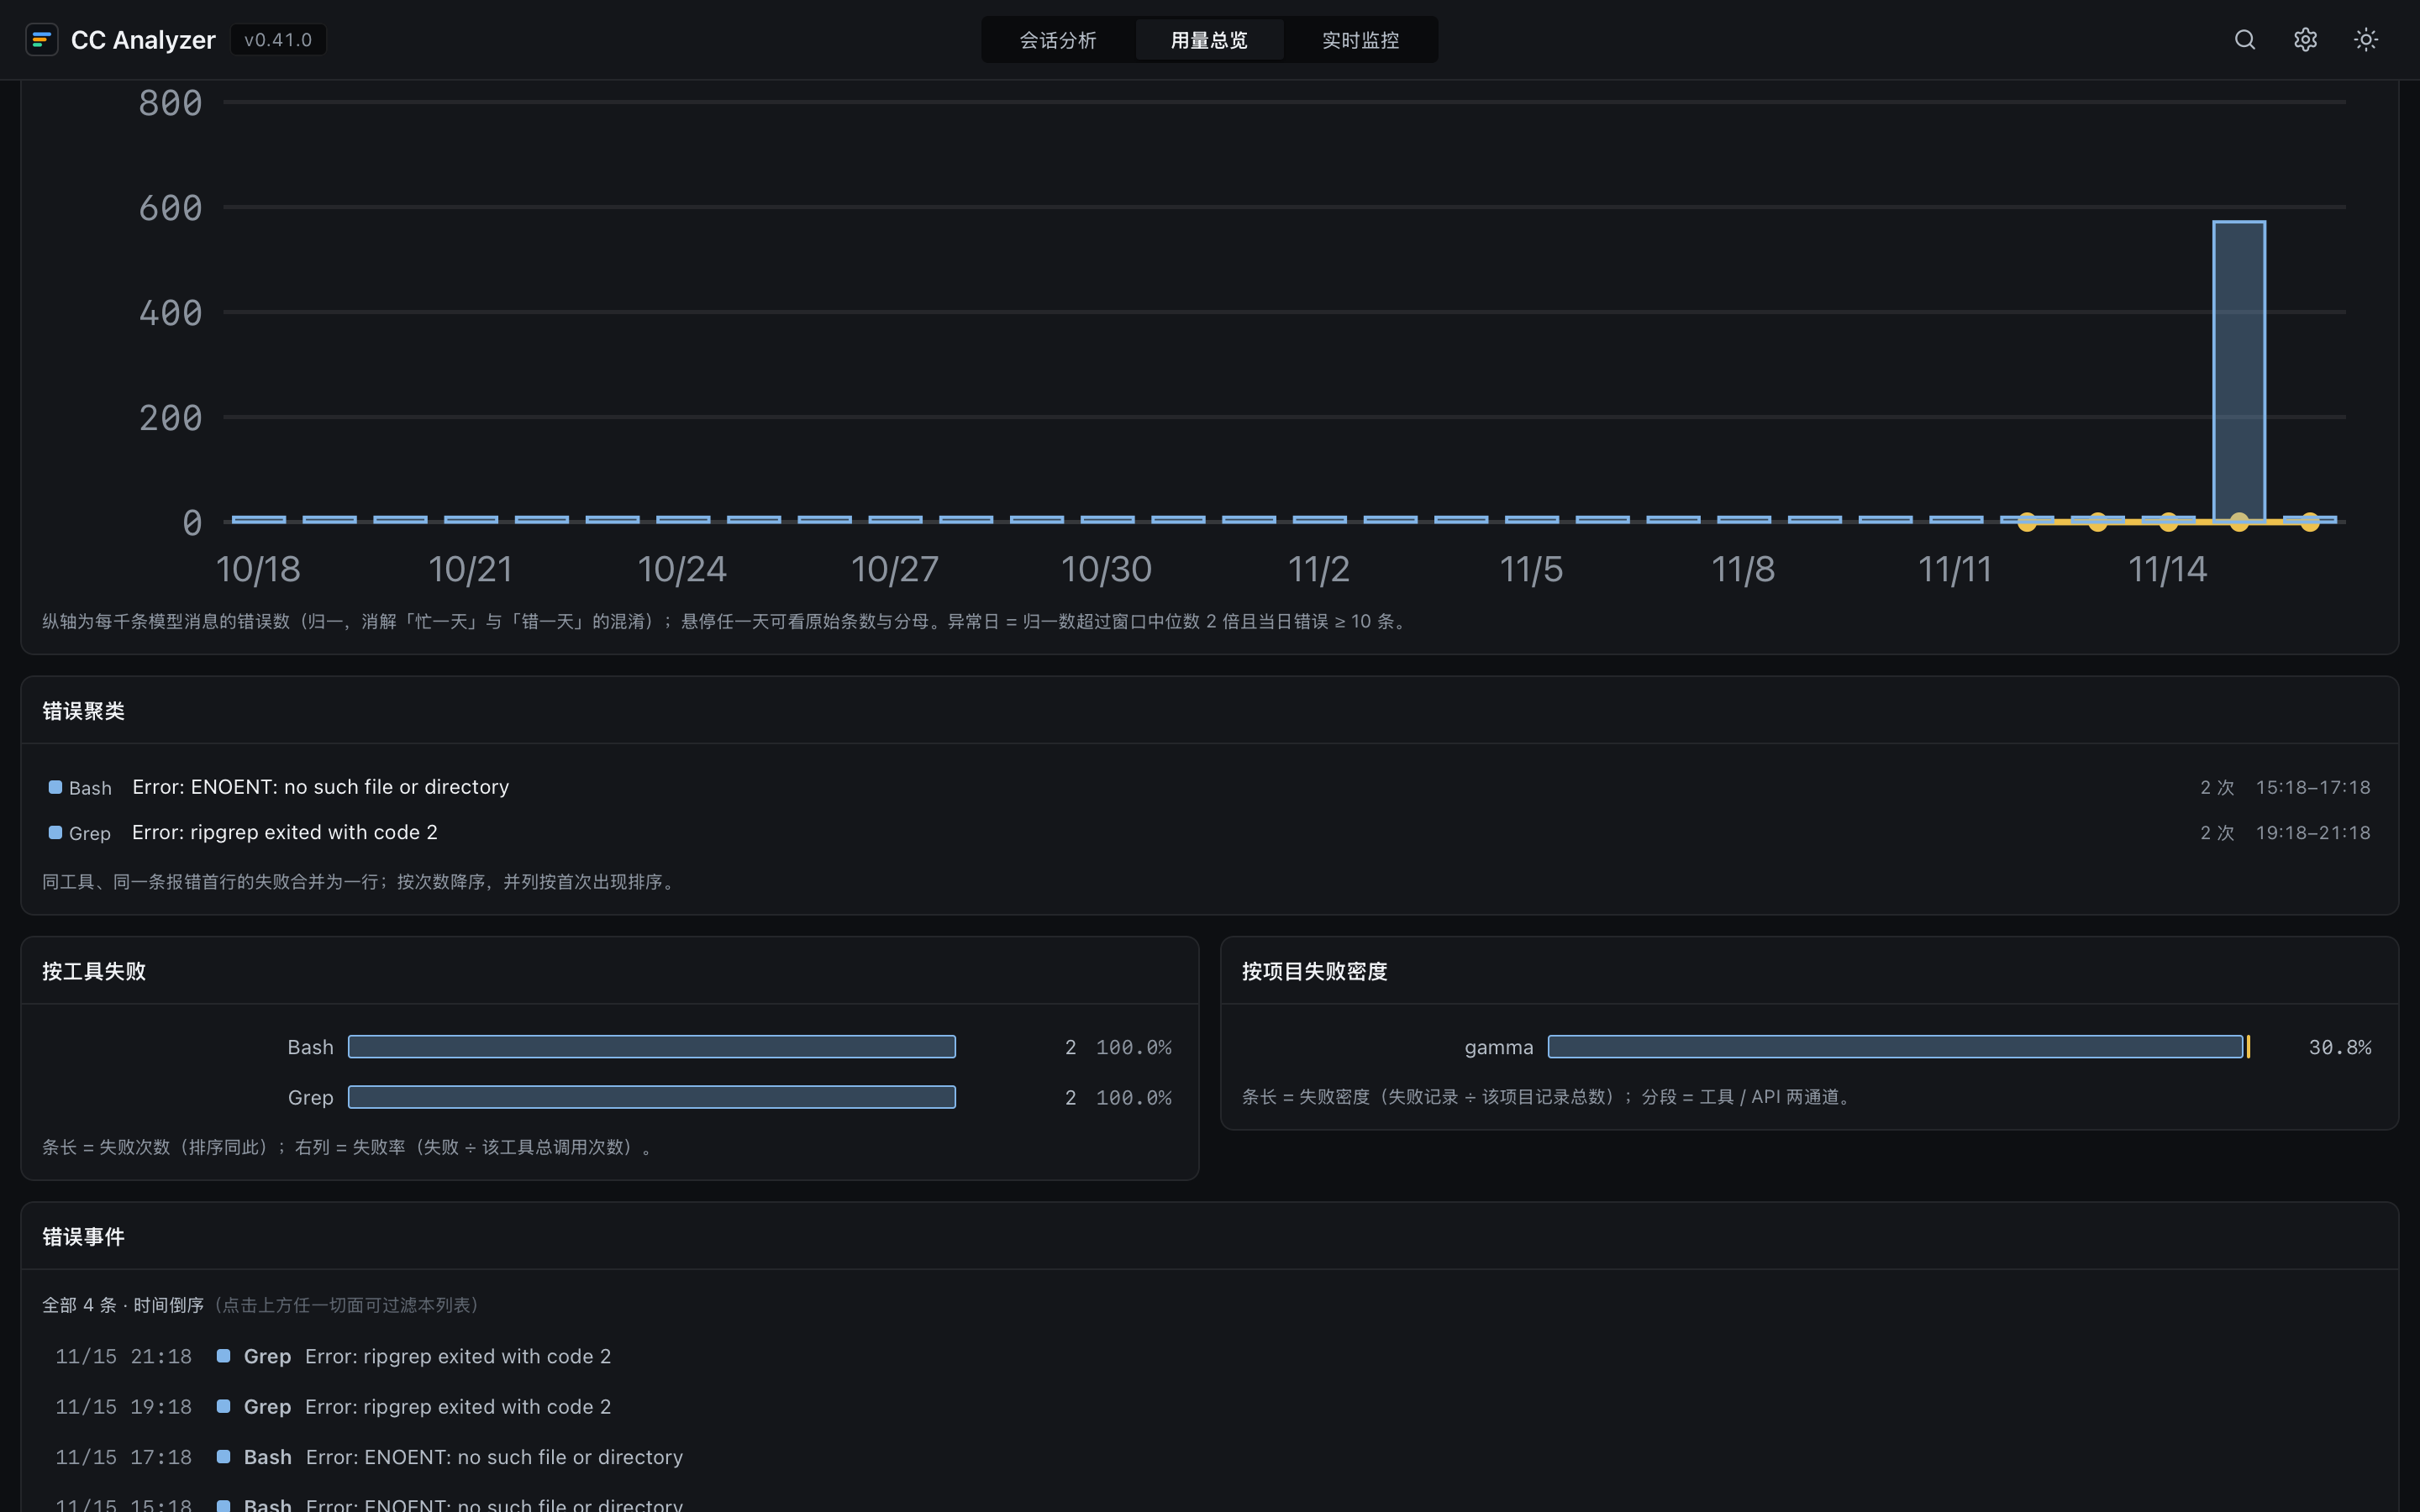 CC Analyzer v0.41.0 会话分析 用量总览 实时监控
800
600
400
200
0
10/18 10/21 10/24 10/27 10/30 11/2 11/5 11/8 11/11 11/14
纵轴为每千条模型消息的错误数（归一，消解「忙一天」与「错一天」的混淆）；悬停任一天可看原始条数与分母。异常日 = 归一数超过窗口中位数 2 倍且当日错误 ≥ 10 条。
错误聚类
Bash Error: ENOENT: no such file or directory 2 次 15:18–17:18
Grep Error: ripgrep exited with code 2 2 次 19:18–21:18
同工具、同一条报错首行的失败合并为一行；按次数降序，并列按首次出现排序。
按工具失败
Bash 2 100.0%
Grep 2 100.0%
条长 = 失败次数（排序同此）；右列 = 失败率（失败 ÷ 该工具总调用次数）。
按项目失败密度
gamma 30.8%
条长 = 失败密度（失败记录 ÷ 该项目记录总数）；分段 = 工具 / API 两通道。
错误事件
全部 4 条 · 时间倒序（点击上方任一切面可过滤本列表）
11/15 21:18 Grep Error: ripgrep exited with code 2
11/15 19:18 Grep Error: ripgrep exited with code 2
11/15 17:18 Bash Error: ENOENT: no such file or directory
11/15 15:18 Bash Error: ENOENT: no such file or directory